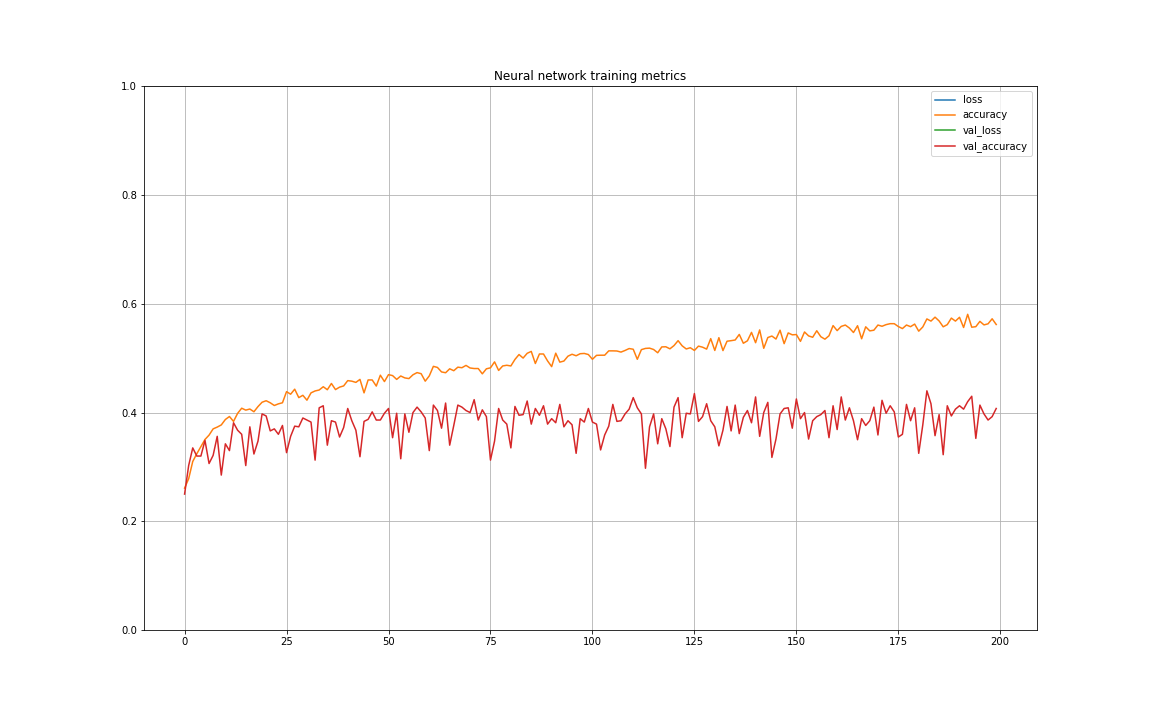 Neural network training metrics
1.0
loss
accuracy
val_loss
val_accuracy
0.8
0.6
0.4
0.2
0.0
0 25 50 75 100 125 150 175 200